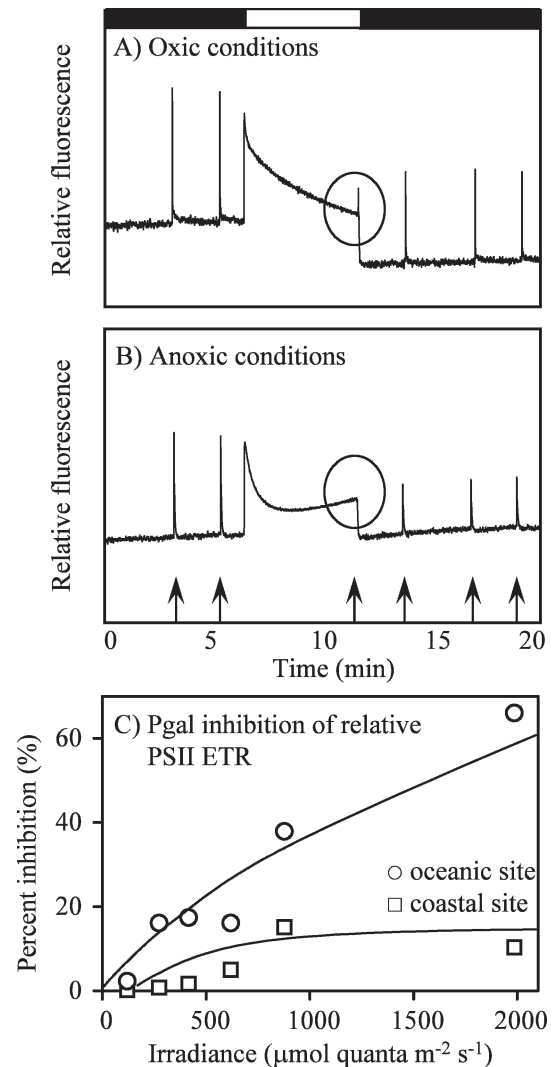 A) Oxic conditions
Relative fluorescence
B) Anoxic conditions
Relative fluorescence
0 5 10 15 20
Time (min)
C) Pgal inhibition of relative
PSII ETR
Percent inhibition (%)
60
40
20
0
oceanic site
coastal site
0 500 1000 1500 2000
Irradiance (μmol quanta m⁻² s⁻¹)